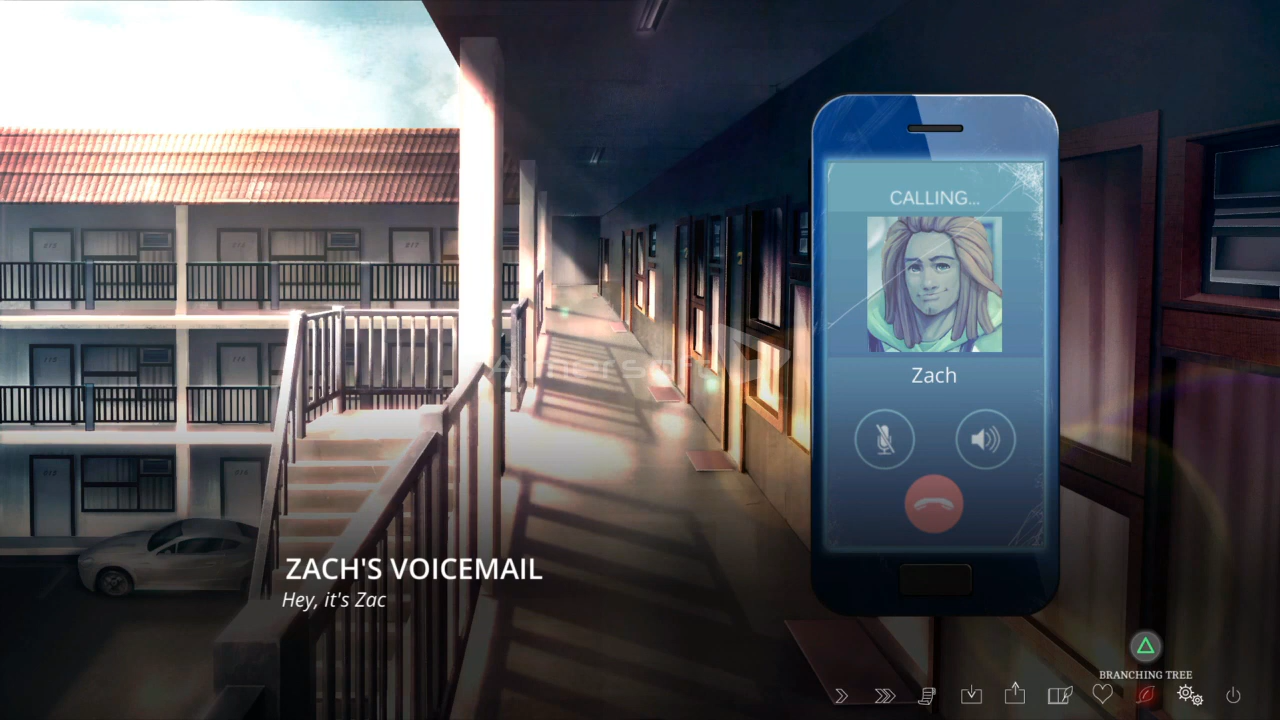 CALLING...
Zach
ZACH'S VOICEMAIL
Hey, it's Zac
BRANCHING TREE